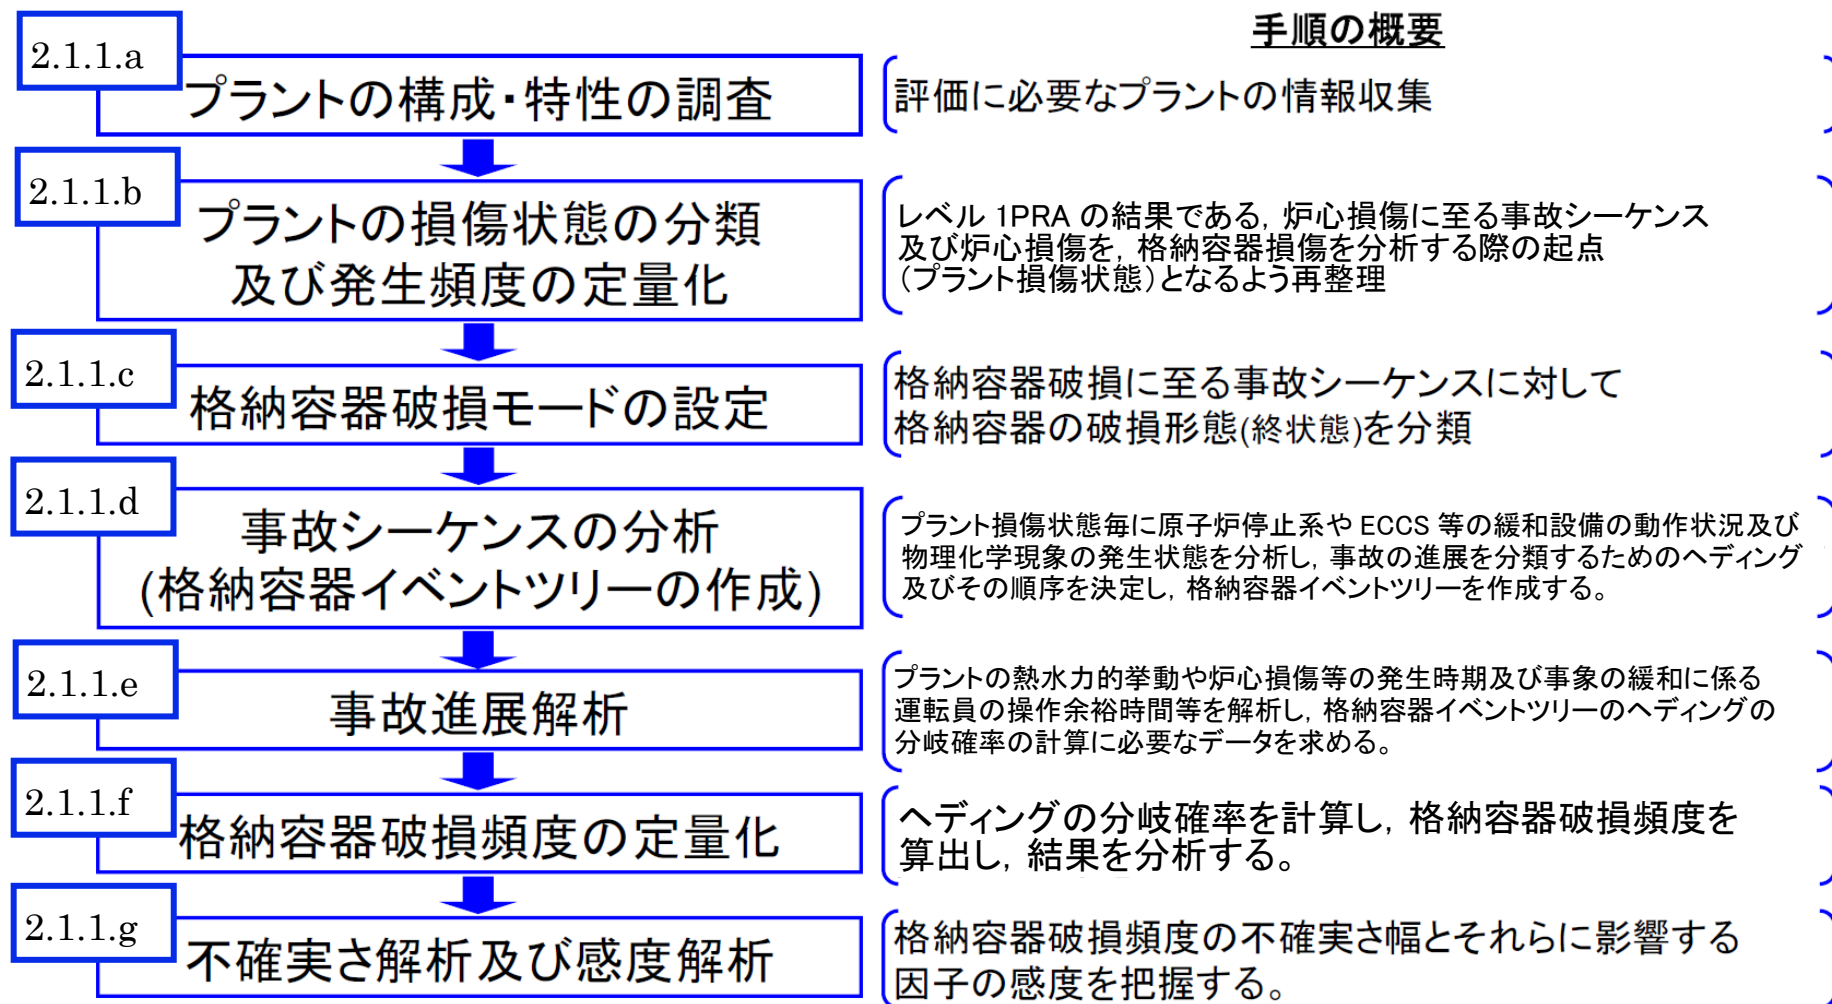 手順の概要
2.1.1.a
プラントの構成・特性の調査
評価に必要なプラントの情報収集
2.1.1.b
プラントの損傷状態の分類
及び発生頻度の定量化
レベル 1PRA の結果である，炉心損傷に至る事故シーケンス
及び炉心損傷を，格納容器損傷を分析する際の起点
（プラント損傷状態）となるよう再整理
2.1.1.c
格納容器破損モードの設定
格納容器破損に至る事故シーケンスに対して
格納容器の破損形態(終状態)を分類
2.1.1.d
事故シーケンスの分析
(格納容器イベントツリーの作成)
プラント損傷状態毎に原子炉停止系や ECCS 等の緩和設備の動作状況及び
物理化学現象の発生状態を分析し，事故の進展を分類するためのヘディング
及びその順序を決定し，格納容器イベントツリーを作成する。
2.1.1.e
事故進展解析
プラントの熱水力的挙動や炉心損傷等の発生時期及び事象の緩和に係る
運転員の操作余裕時間等を解析し，格納容器イベントツリーのヘディングの
分岐確率の計算に必要なデータを求める。
2.1.1.f
格納容器破損頻度の定量化
ヘディングの分岐確率を計算し，格納容器破損頻度を
算出し，結果を分析する。
2.1.1.g
不確実さ解析及び感度解析
格納容器破損頻度の不確実さ幅とそれらに影響する
因子の感度を把握する。